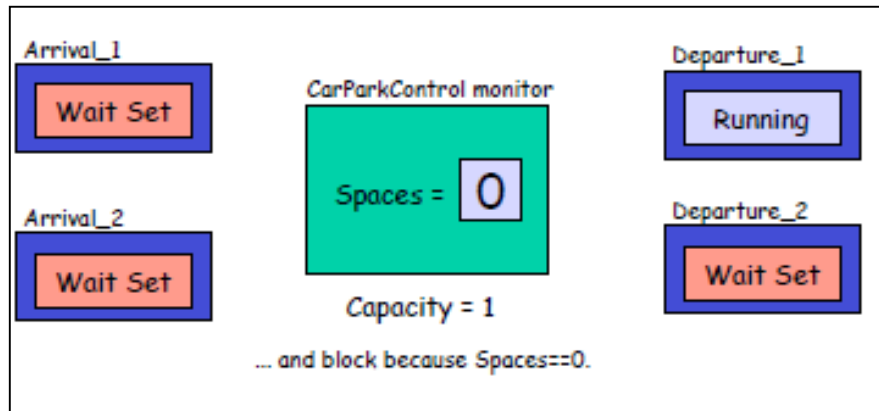 Arrival_1
Wait Set
Departure_1
Running
CarParkControl monitor
Spaces = 0
Arrival_2
Wait Set
Departure_2
Wait Set
Capacity = 1
.... and block because Spaces==0.